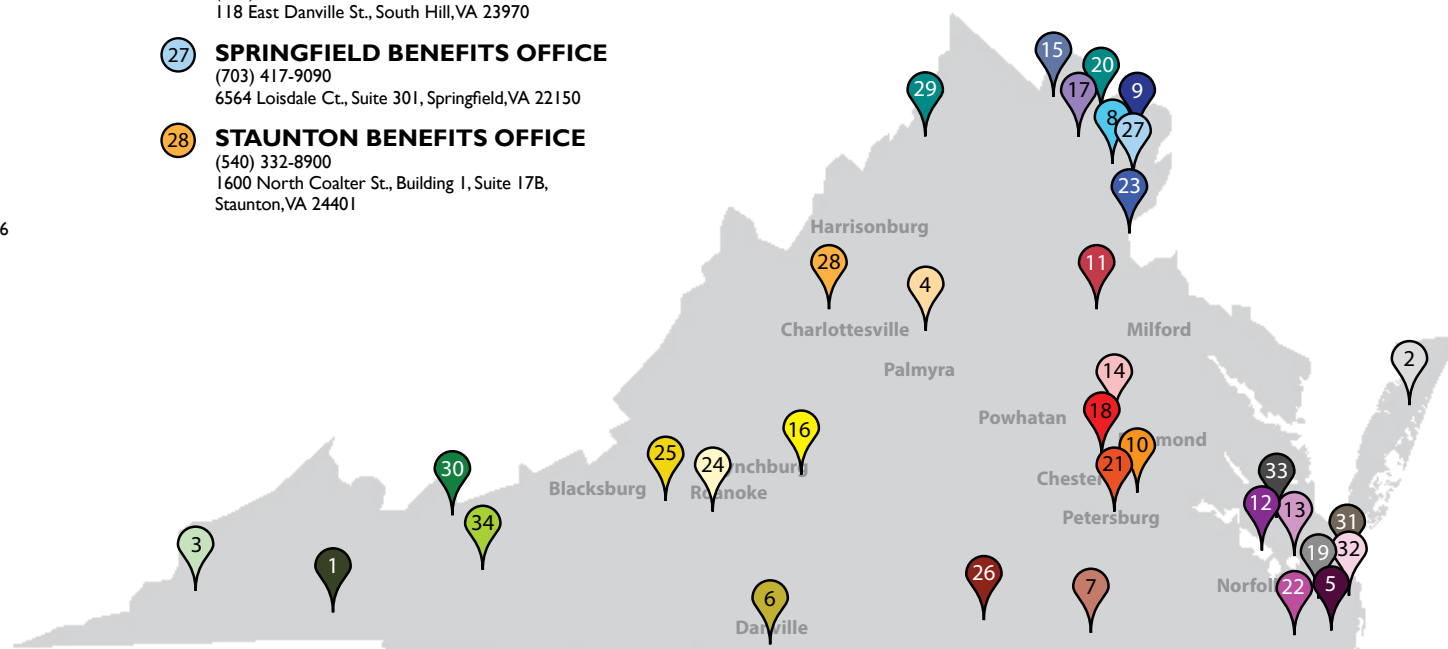 118 East Danville St., South Hill, VA 23970
27 SPRINGFIELD BENEFITS OFFICE
(703) 417-9090
6564 Loisdale Ct., Suite 301, Springfield, VA 22150
28 STAUNTON BENEFITS OFFICE
(540) 332-8900
1600 North Coalter St., Building 1, Suite 17B,
Staunton, VA 24401
6
15
20
29
17
9
8
27
23
Harrisonburg
28
11
4
Charlottesville
Milford
2
Palmyra
14
18
Powhatan
16
10
25
24
21
30
Chester
33
Blacksburg
Roanoke
12
13
Petersburg
34
31
3
19
32
1
26
7
Norfolk
22
5
6
Danville